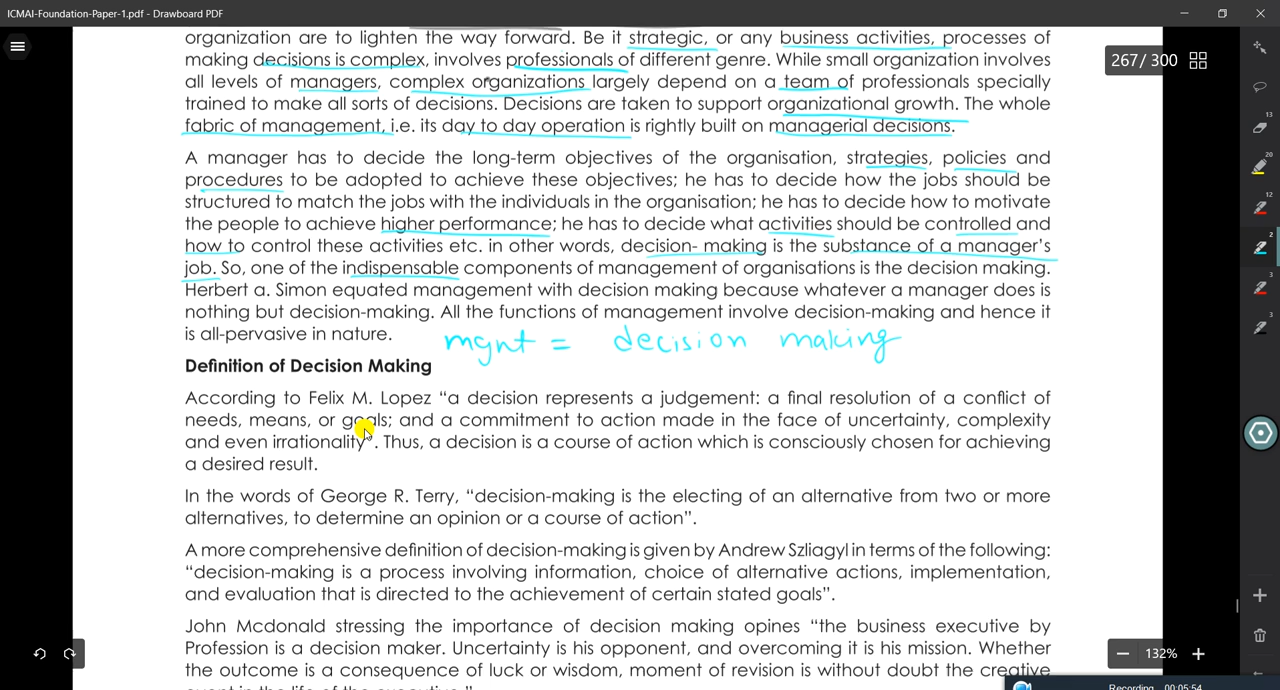 ICMAI-Foundation-Paper-1.pdf - Drawboard PDF
organization are to lighten the way forward. Be it strategic, or any business activities, processes of
making decisions is complex, involves professionals of different genre. While small organization involves
267/ 300
all levels of managers, complex organizations largely depend on a team of professionals specially
trained to make all sorts of decisions. Decisions are taken to support organizational growth. The whole
fabric of management, i.e. its day to day operation is rightly built on managerial decisions.
A manager has to decide the long-term objectives of the organisation, strategies, policies and
procedures to be adopted to achieve these objectives; he has to decide how the jobs should be
structured to match the jobs with the individuals in the organisation; he has to decide how to motivate
the people to achieve higher performance; he has to decide what activities should be controlled and
how to control these activities etc. in other words, decision- making is the substance of a manager's
job. So, one of the indispensable components of management of organisations is the decision making.
Herbert a. Simon equated management with decision making because whatever a manager does is
nothing but decision-making. All the functions of management involve decision-making and hence it
is all-pervasive in nature.
mgnt = decision making
Definition of Decision Making
According to Felix M. Lopez “a decision represents a judgement: a final resolution of a conflict of
needs, means, or goals; and a commitment to action made in the face of uncertainty, complexity
and even irrationality”. Thus, a decision is a course of action which is consciously chosen for achieving
a desired result.
In the words of George R. Terry, “decision-making is the electing of an alternative from two or more
alternatives, to determine an opinion or a course of action”.
A more comprehensive definition of decision-making is given by Andrew Szliagyl in terms of the following:
“decision-making is a process involving information, choice of alternative actions, implementation,
and evaluation that is directed to the achievement of certain stated goals”.
John Mcdonald stressing the importance of decision making opines “the business executive by
Profession is a decision maker. Uncertainty is his opponent, and overcoming it is his mission. Whether
the outcome is a consequence of luck or wisdom, moment of revision is without doubt the creative
event in the life of the executive.”
13
20
12
2
3
3
132%
Recording 00:05:54